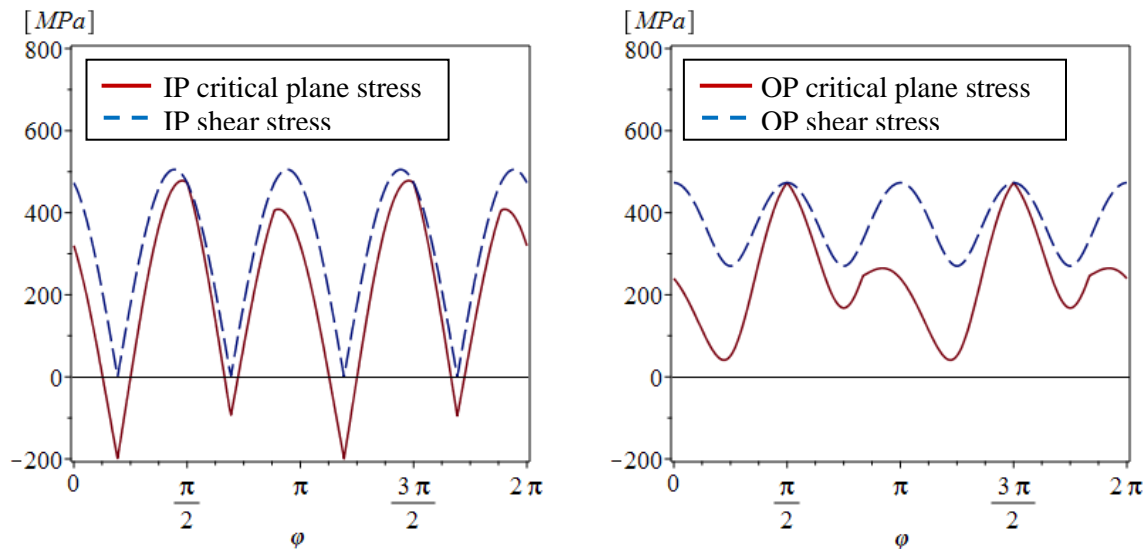 [MPa]
800
600
400
200
0
−200
IP critical plane stress
IP shear stress
0
π/2
π
3π/2
2π
φ
[MPa]
800
600
400
200
0
−200
OP critical plane stress
OP shear stress
0
π/2
π
3π/2
2π
φ